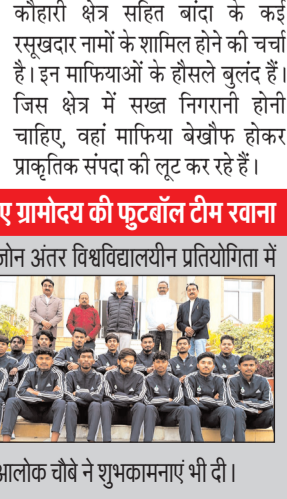 कौहारी क्षेत्र सहित बांदा के कई
रसूखदार नामों के शामिल होने की चर्चा
है। इन माफियाओं के हौसले बुलंद हैं।
जिस क्षेत्र में सख्त निगरानी होनी
चाहिए, वहां माफिया बेखौफ होकर
प्राकृतिक संपदा की लूट कर रहे हैं।
ए ग्रामोदय की फुटबॉल टीम रवाना
जोन अंतर विश्वविद्यालयीन प्रतियोगिता में
आलोक चौबे ने शुभकामनाएं भी दी।